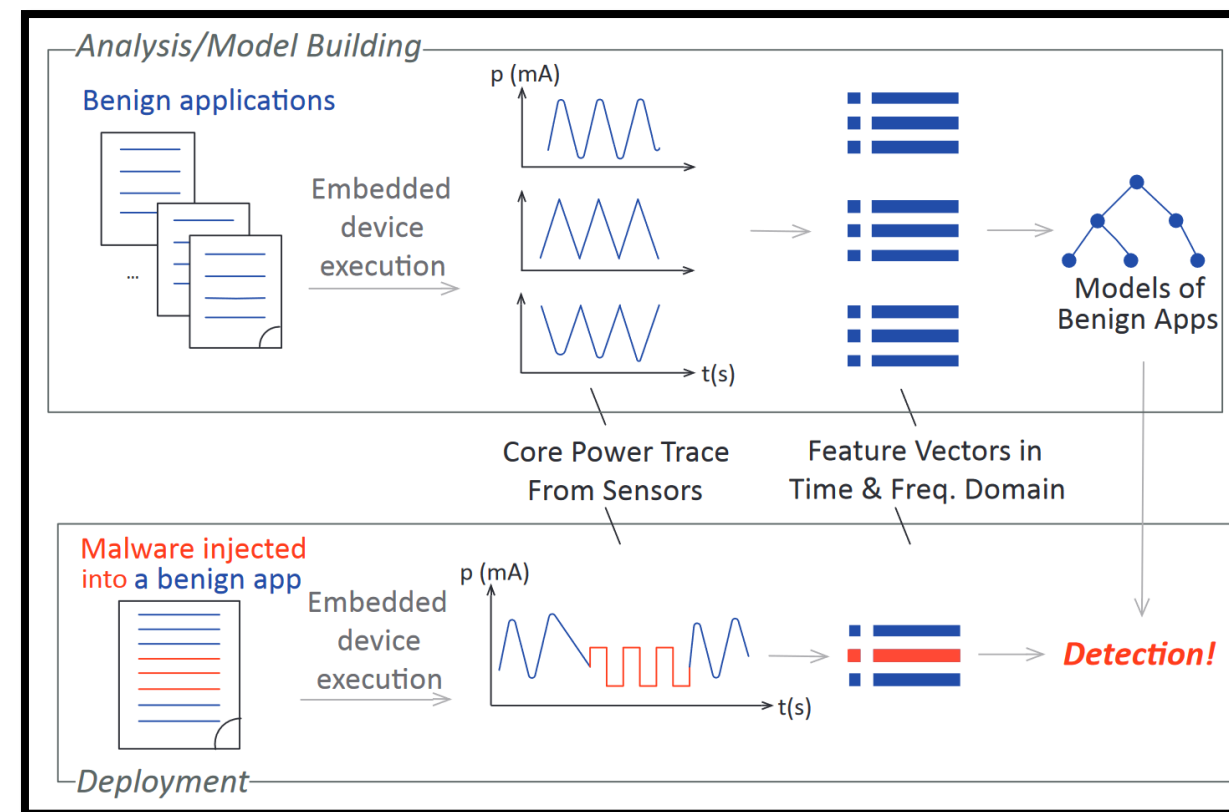 Analysis/Model Building
Benign applications
...
Embedded
device
execution
p (mA)
t(s)
Models of
Benign Apps
Core Power Trace
From Sensors
Feature Vectors in
Time & Freq. Domain
Malware injected
into a benign app
Embedded
device
execution
p (mA)
t(s)
Detection!
Deployment